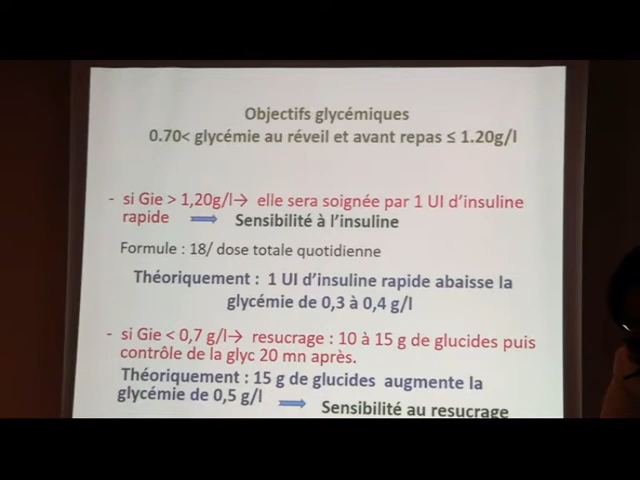 Objectifs glycémiques
0.70< glycémie au réveil et avant repas ≤ 1.20g/l
- si Gie > 1,20g/l→ elle sera soignée par 1 UI d'insuline
rapide ⇒ Sensibilité à l'insuline
Formule : 18/ dose totale quotidienne
Théoriquement : 1 UI d'insuline rapide abaisse la
glycémie de 0,3 à 0,4 g/l
- si Gie < 0,7 g/l→ resucrage : 10 à 15 g de glucides puis
contrôle de la glyc 20 mn après.
Théoriquement : 15 g de glucides augmente la
glycémie de 0,5 g/l ⇒ Sensibilité au resucrage